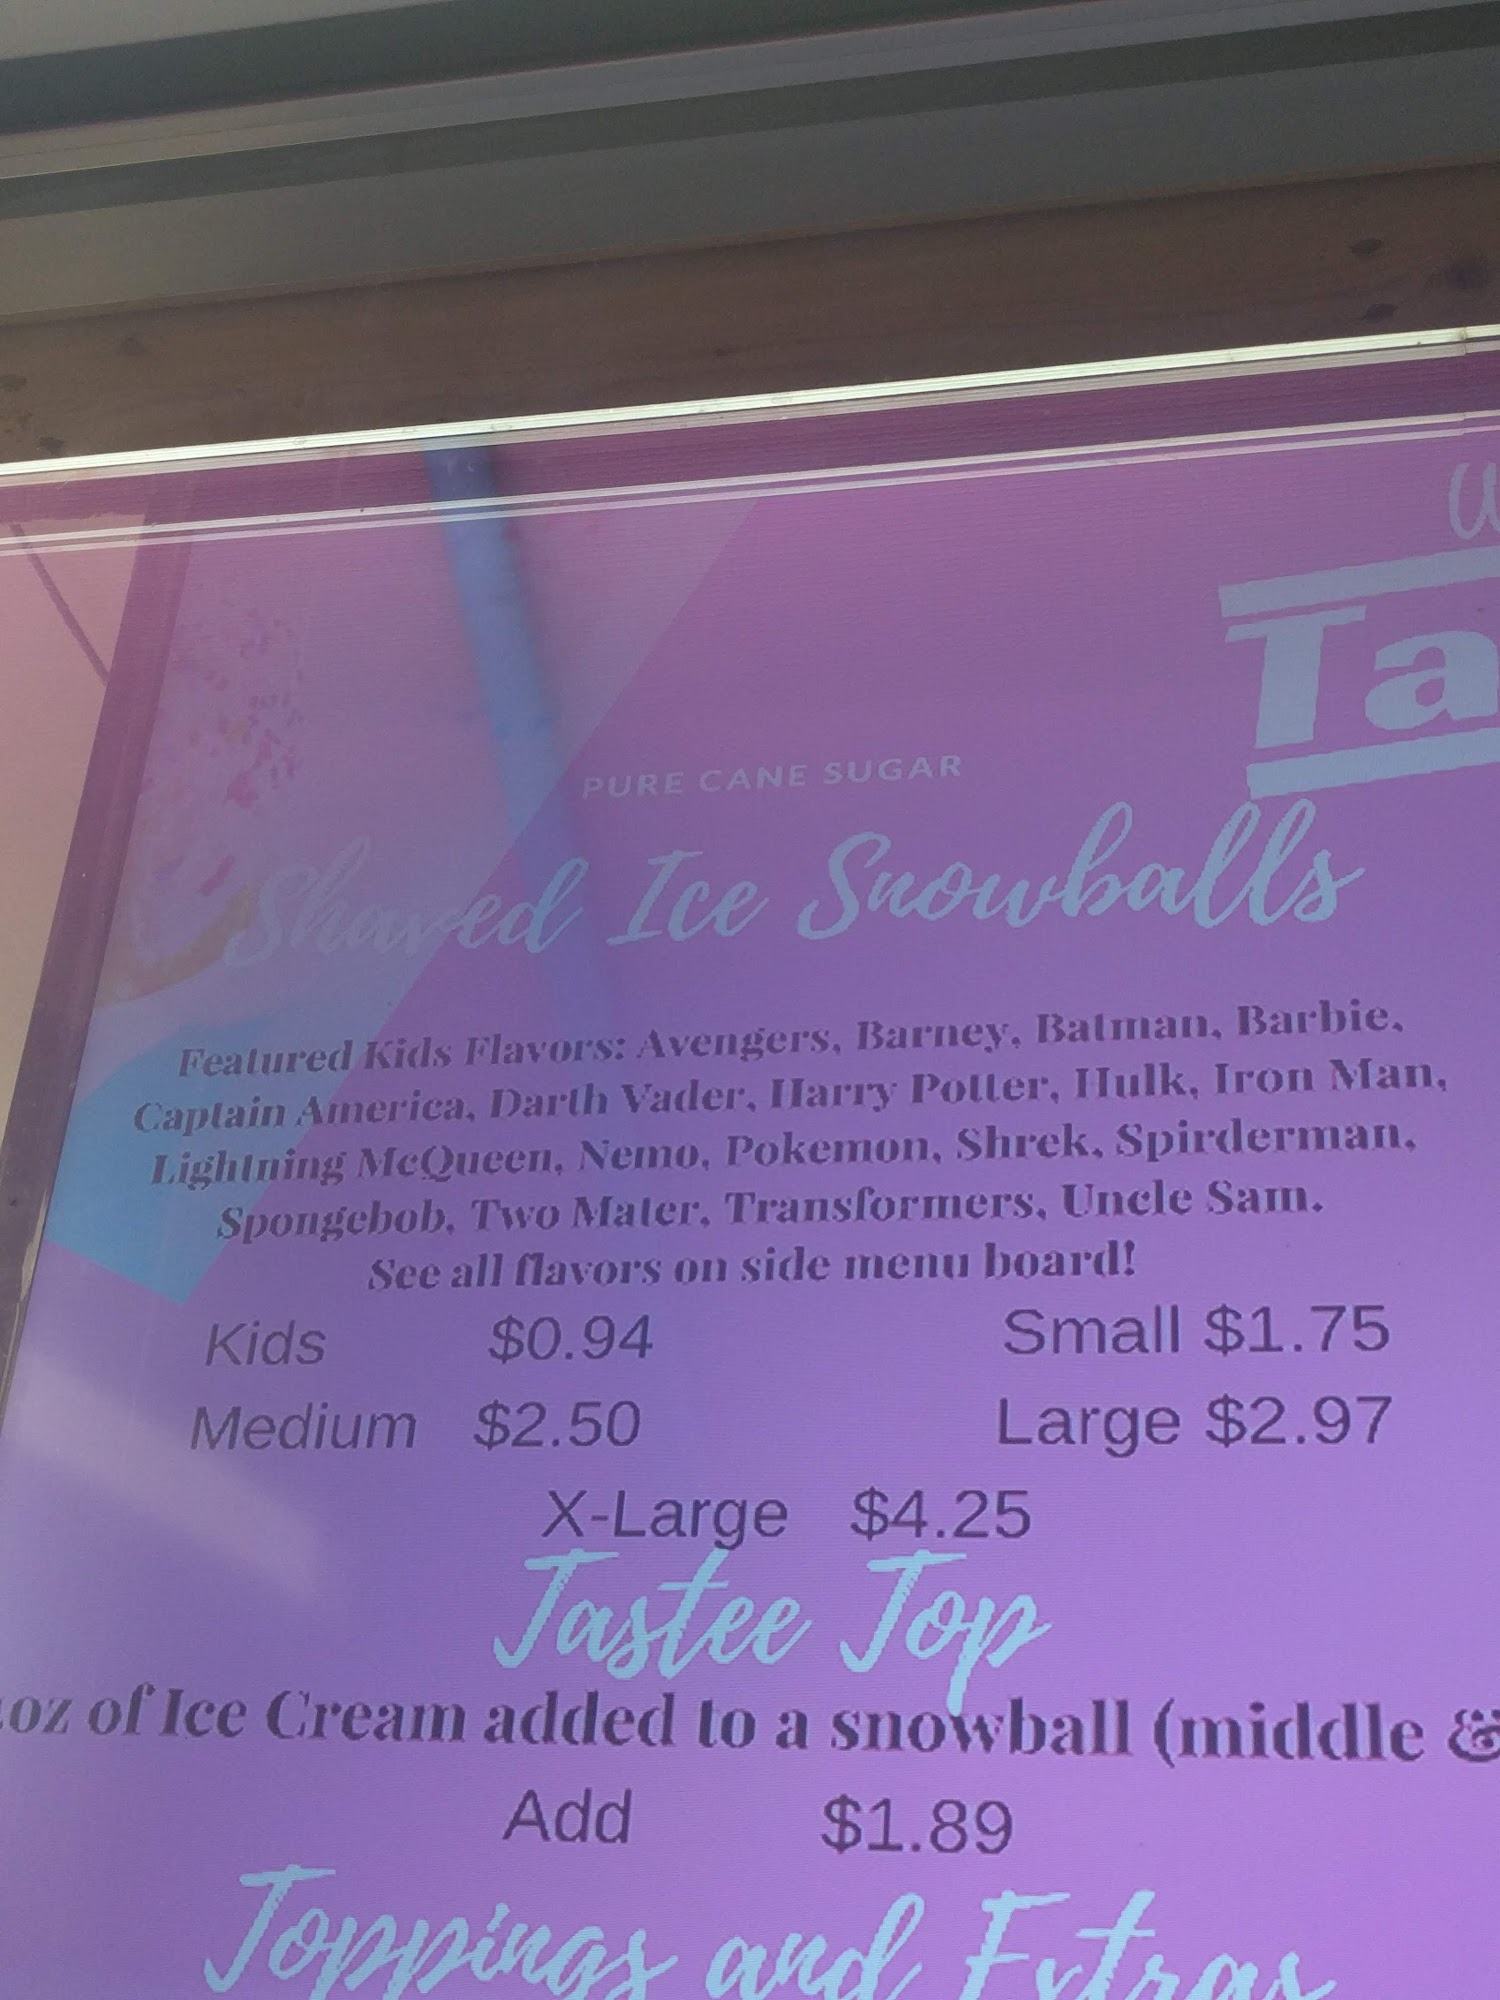 Ta
PURE CANE SUGAR
Shaved Ice Snowballs
Featured Kids Flavors: Avengers, Barney, Batman, Barbie,
Captain America, Darth Vader, Harry Potter, Hulk, Iron Man,
Lightning McQueen, Nemo, Pokemon, Shrek, Spirderman,
Spongebob, Two Mater, Transformers, Uncle Sam.
See all flavors on side menu board!
Kids $0.94 Small $1.75
Medium $2.50 Large $2.97
X-Large $4.25
Tastee Top
oz of Ice Cream added to a snowball (middle &
Add $1.89
Toppings and Extras